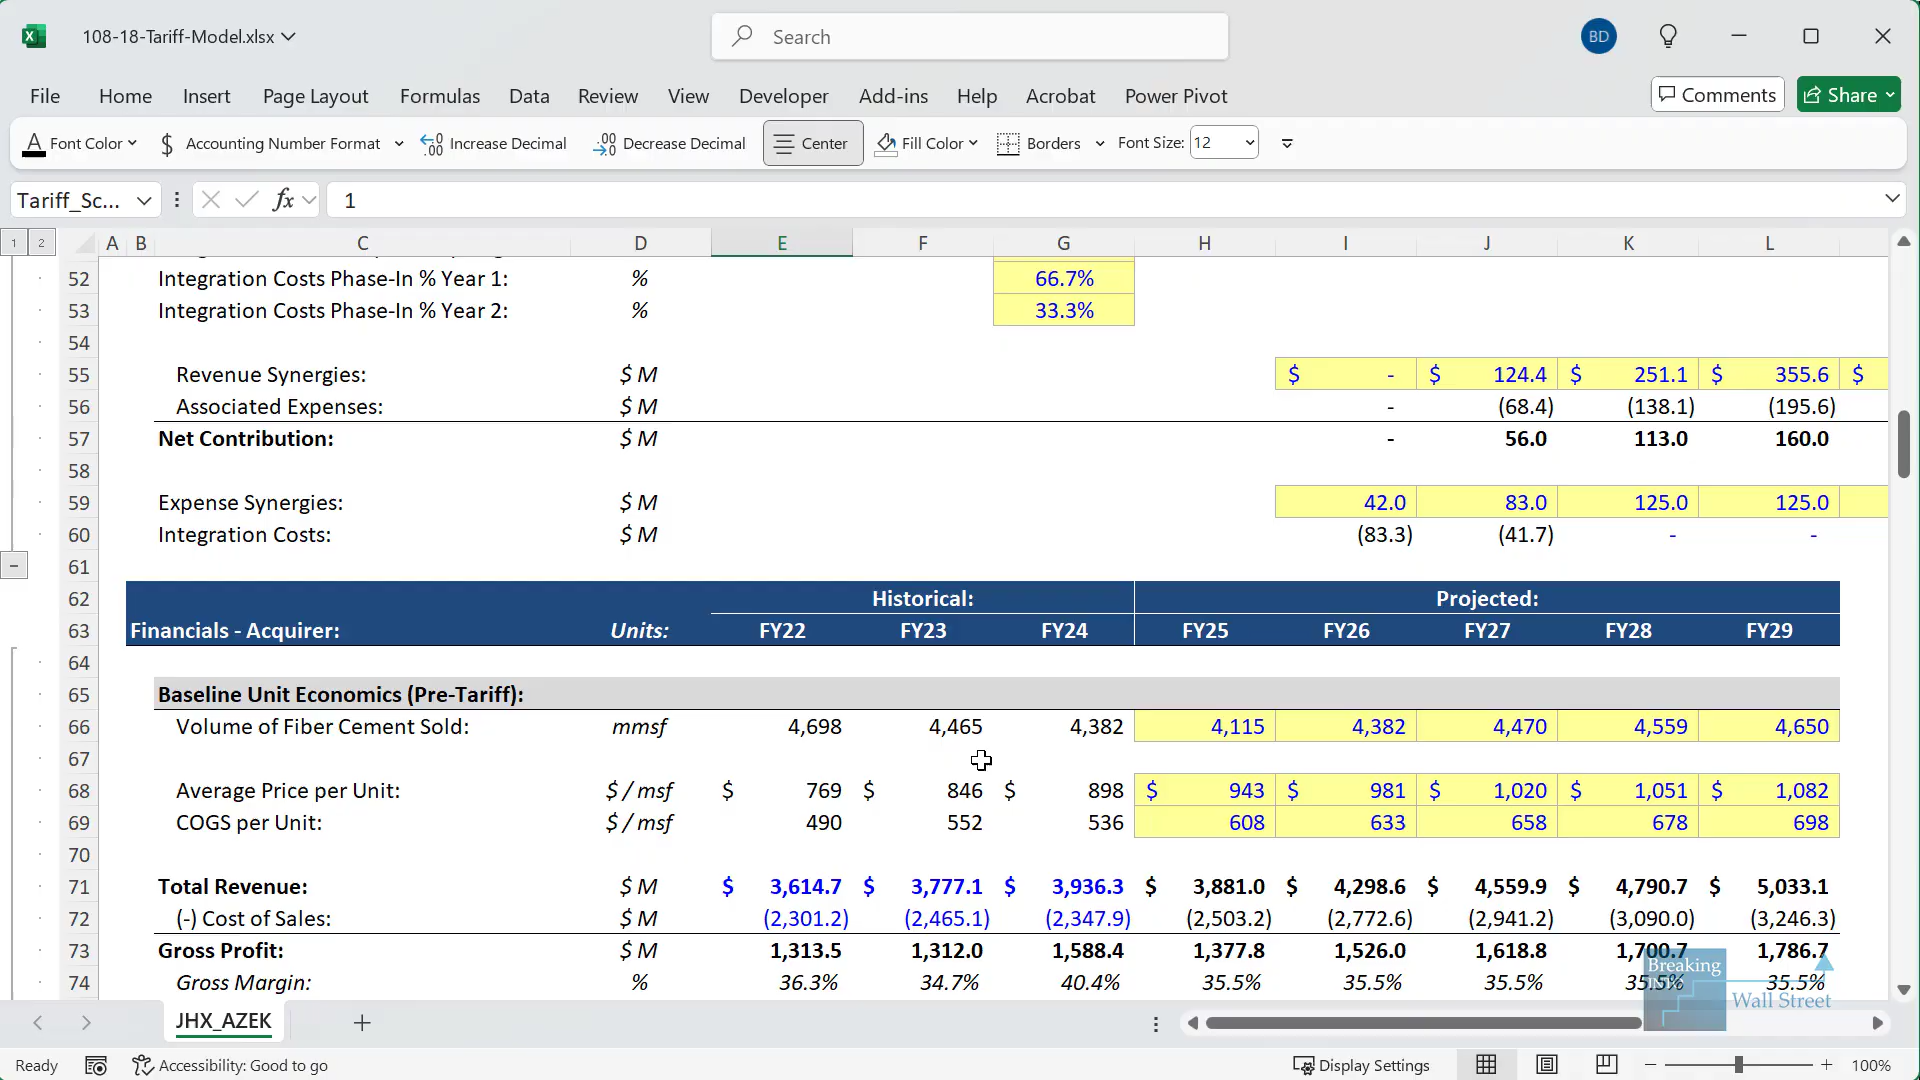 108-18-Tariff-Model.xlsx
Search
BD
File Home Insert Page Layout Formulas Data Review View Developer Add-ins Help Acrobat Power Pivot
Comments Share
Font Color $ Accounting Number Format Increase Decimal Decrease Decimal Center Fill Color Borders Font Size: 12
Tariff_Sc... fx 1
1 2 A B C D E F G H I J K L
52 Integration Costs Phase-In % Year 1: % 66.7%
53 Integration Costs Phase-In % Year 2: % 33.3%
54
55 Revenue Synergies: $ M $ - $ 124.4 $ 251.1 $ 355.6 $
56 Associated Expenses: $ M - (68.4) (138.1) (195.6)
57 Net Contribution: $ M - 56.0 113.0 160.0
58
59 Expense Synergies: $ M 42.0 83.0 125.0 125.0
60 Integration Costs: $ M (83.3) (41.7) - -
61
62 Historical: Projected:
63 Financials - Acquirer: Units: FY22 FY23 FY24 FY25 FY26 FY27 FY28 FY29
64
65 Baseline Unit Economics (Pre-Tariff):
66 Volume of Fiber Cement Sold: mmsf 4,698 4,465 4,382 4,115 4,382 4,470 4,559 4,650
67
68 Average Price per Unit: $ / msf $ 769 $ 846 $ 898 $ 943 $ 981 $ 1,020 $ 1,051 $ 1,082
69 COGS per Unit: $ / msf 490 552 536 608 633 658 678 698
70
71 Total Revenue: $ M $ 3,614.7 $ 3,777.1 $ 3,936.3 $ 3,881.0 $ 4,298.6 $ 4,559.9 $ 4,790.7 $ 5,033.1
72 (-) Cost of Sales: $ M (2,301.2) (2,465.1) (2,347.9) (2,503.2) (2,772.6) (2,941.2) (3,090.0) (3,246.3)
73 Gross Profit: $ M 1,313.5 1,312.0 1,588.4 1,377.8 1,526.0 1,618.8 1,700.7 1,786.7
74 Gross Margin: % 36.3% 34.7% 40.4% 35.5% 35.5% 35.5% 35.5% 35.5%
Breaking
INTO
Wall Street
JHX_AZEK
Ready Accessibility: Good to go Display Settings 100%